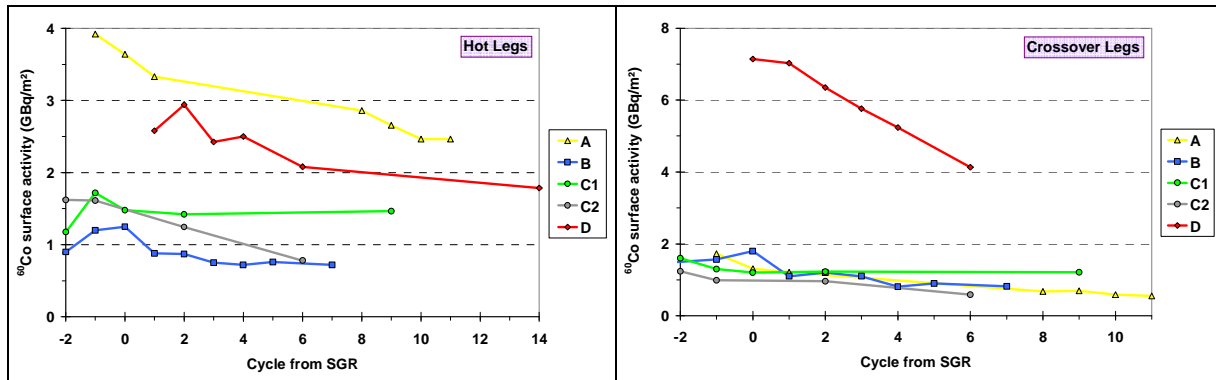 Hot Legs
⁶⁰Co surface activity (GBq/m²)
4
3
2
1
0
-2 0 2 4 6 8 10 12 14
Cycle from SGR
A
B
C1
C2
D
Crossover Legs
⁶⁰Co surface activity (GBq/m²)
8
6
4
2
0
-2 0 2 4 6 8 10
Cycle from SGR
A
B
C1
C2
D